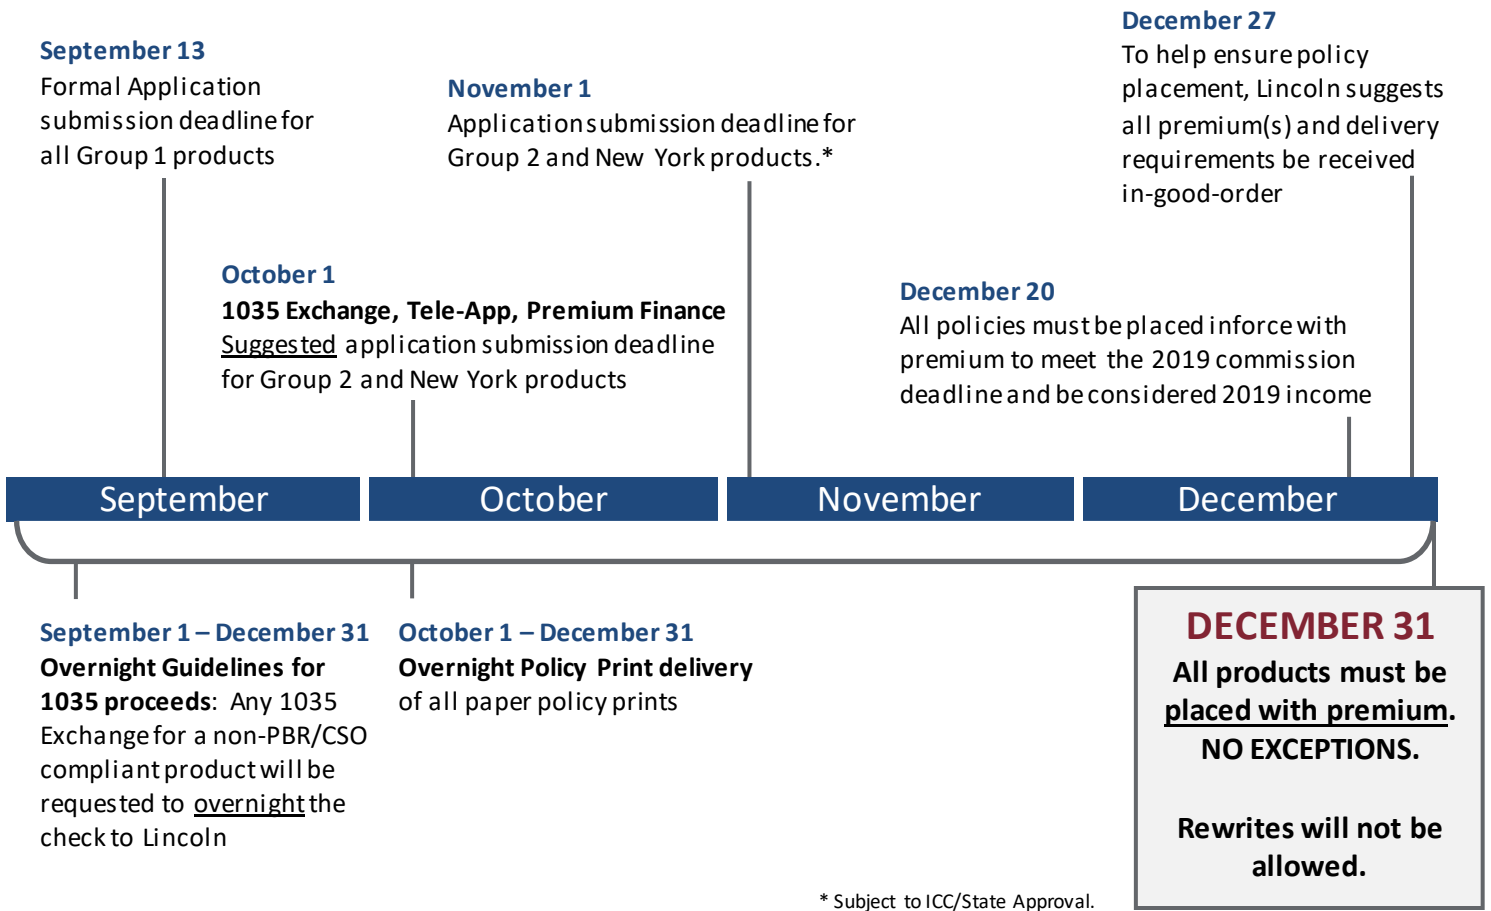 September 13
Formal Application
submission deadline for
all Group 1 products
November 1
Application submission deadline for
Group 2 and New York products.*
December 27
To help ensure policy
placement, Lincoln suggests
all premium(s) and delivery
requirements be received
in-good-order
October 1
1035 Exchange, Tele-App, Premium Finance
Suggested application submission deadline
for Group 2 and New York products
December 20
All policies must be placed inforce with
premium to meet the 2019 commission
deadline and be considered 2019 income
September
October
November
December
September 1 – December 31
Overnight Guidelines for
1035 proceeds: Any 1035
Exchange for a non-PBR/CSO
compliant product will be
requested to overnight the
check to Lincoln
October 1 – December 31
Overnight Policy Print delivery
of all paper policy prints
DECEMBER 31
All products must be
placed with premium.
NO EXCEPTIONS.
Rewrites will not be
allowed.
* Subject to ICC/State Approval.